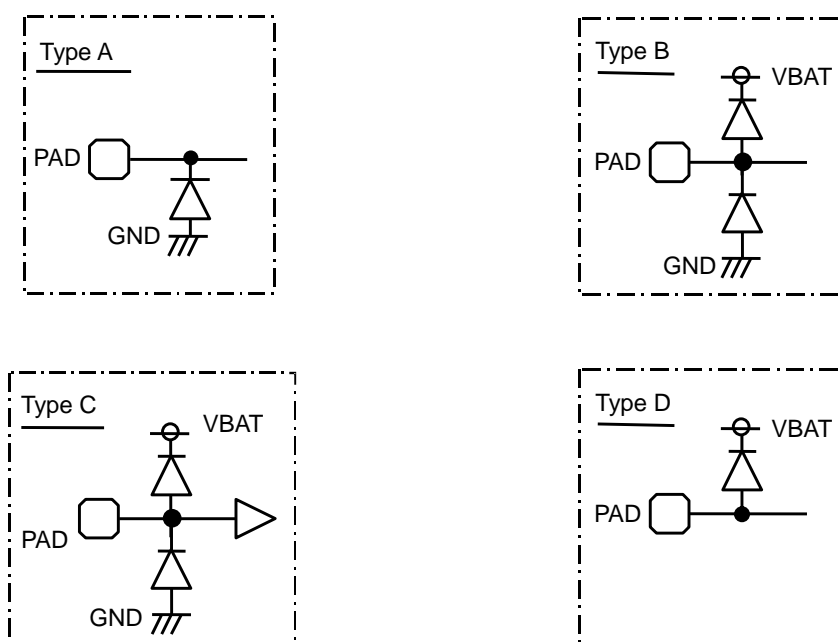 Type A
PAD
GND
Type B
VBAT
PAD
GND
Type C
VBAT
PAD
GND
Type D
VBAT
PAD